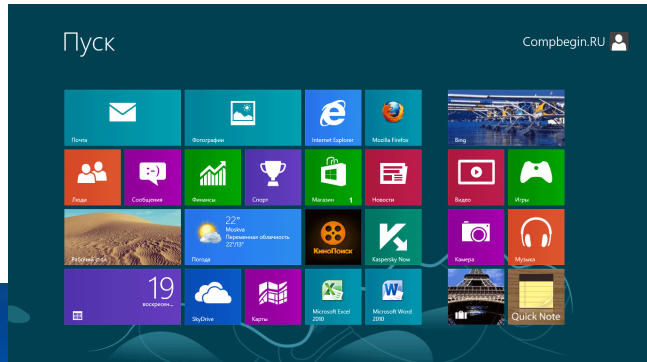 Пуск
Compbegin.RU
Почта
Фотографии
Internet Explorer
Mozilla Firefox
Bing
Люди
Сообщения
Финансы
Спорт
Магазин 1
Новости
Видео
Игры
Рабочий стол
22°
Moskva
Переменная облачность
22°/13°
Погода
КиноПоиск
Kaspersky Now
Камера
Музыка
19
воскресен...
SkyDrive
Карты
Microsoft Excel
2010
Microsoft Word
2010
Quick Note